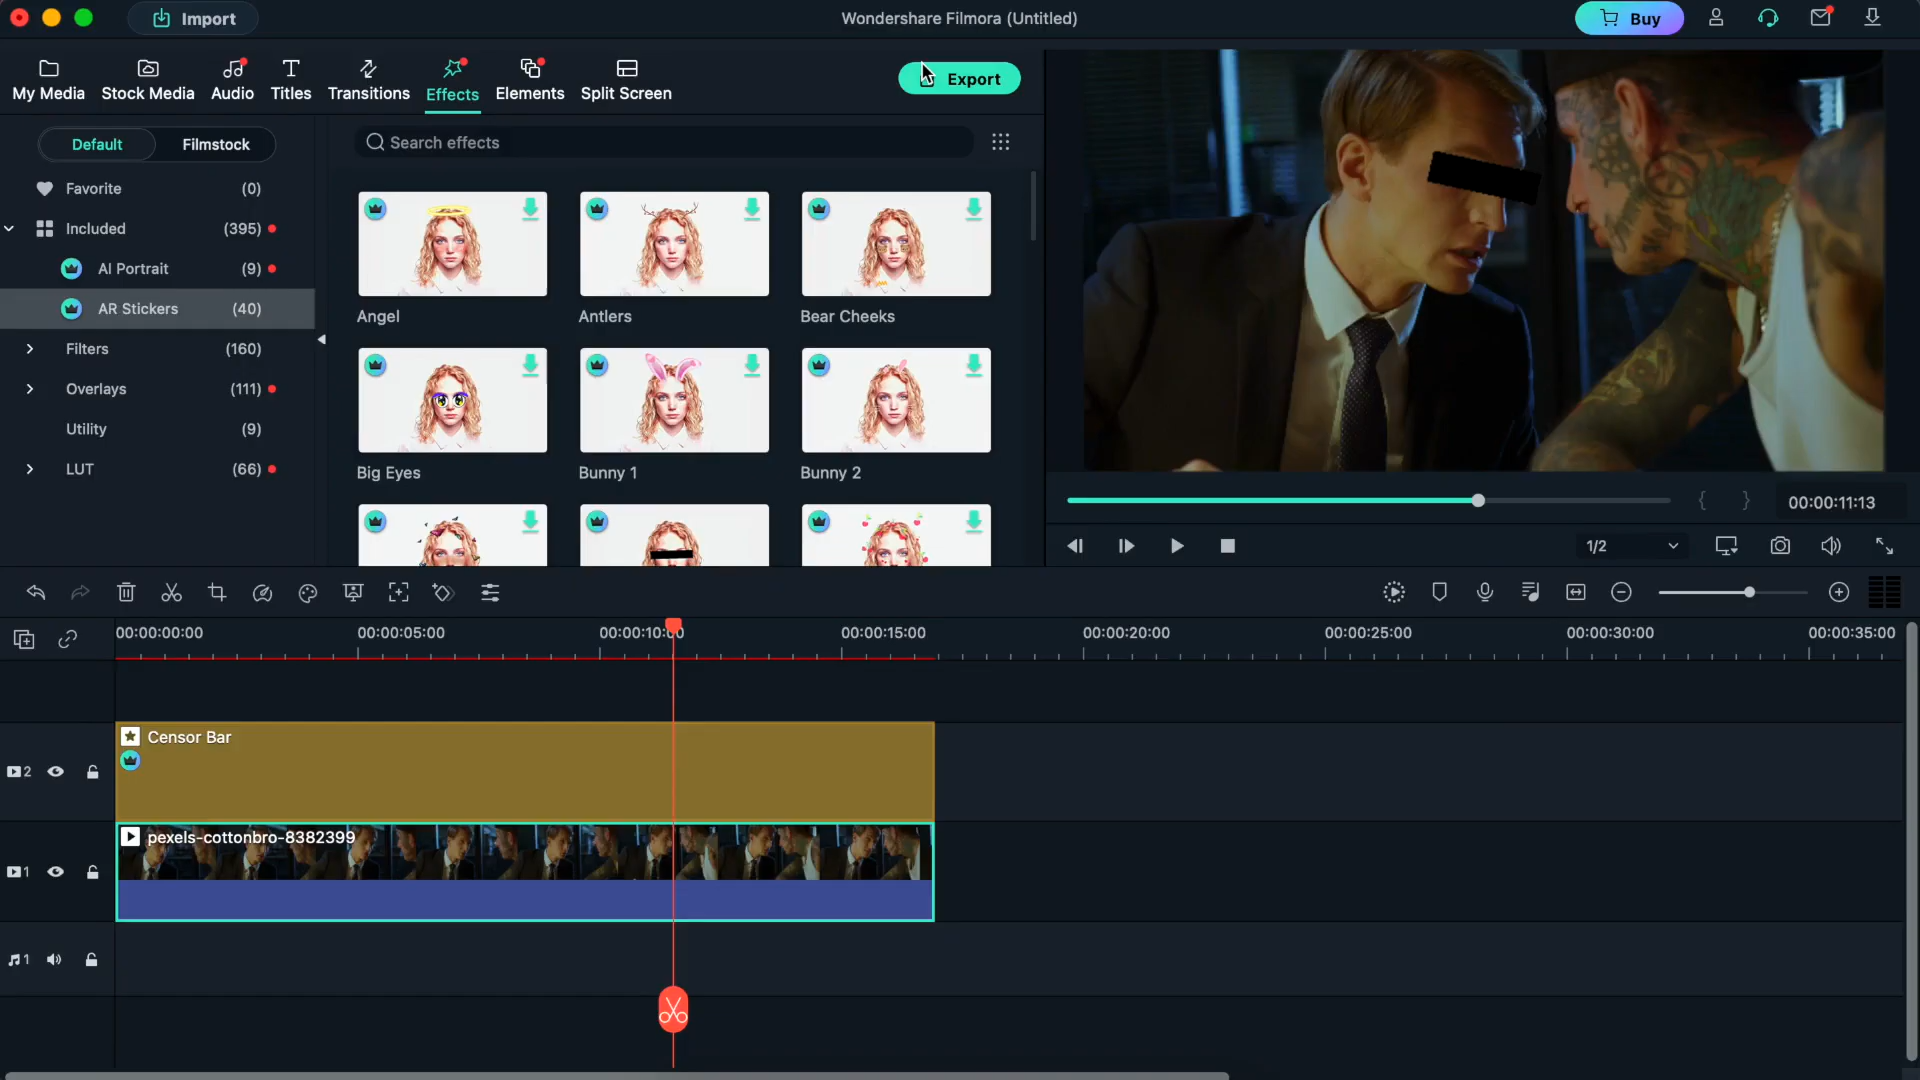 Import
Wondershare Filmora (Untitled)
Buy
My Media
Stock Media
Audio
Titles
Transitions
Effects
Elements
Split Screen
Export
Default
Filmstock
Search effects
Favorite (0)
Included (395)
AI Portrait (9)
AR Stickers (40)
Filters (160)
Overlays (111)
Utility (9)
LUT (66)
Angel
Antlers
Bear Cheeks
Big Eyes
Bunny 1
Bunny 2
{ }
00:00:11:13
1/2
00:00:00:00
00:00:05:00
00:00:10:00
00:00:15:00
00:00:20:00
00:00:25:00
00:00:30:00
00:00:35:00
Censor Bar
2
pexels-cottonbro-8382399
1
1